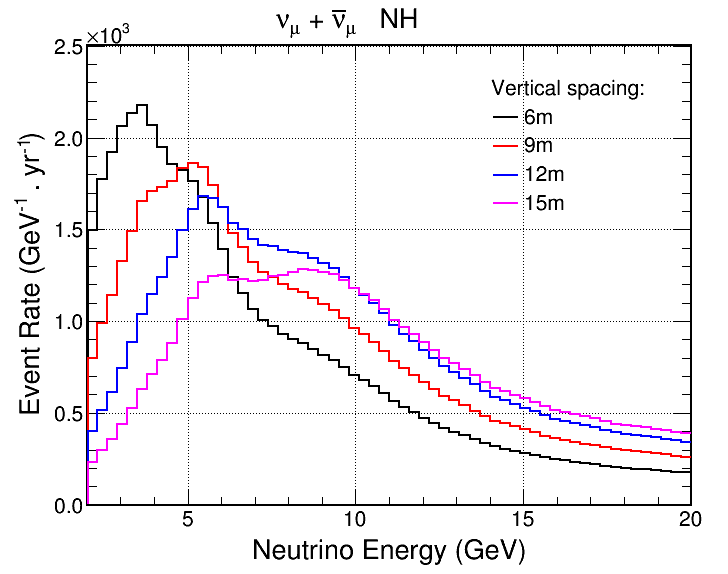 νμ + ν̅μ NH
×10³
2.5
2.0
1.5
1.0
0.5
0.0
Event Rate (GeV⁻¹ . yr⁻¹)
Vertical spacing:
6m
9m
12m
15m
5 10 15 20
Neutrino Energy (GeV)